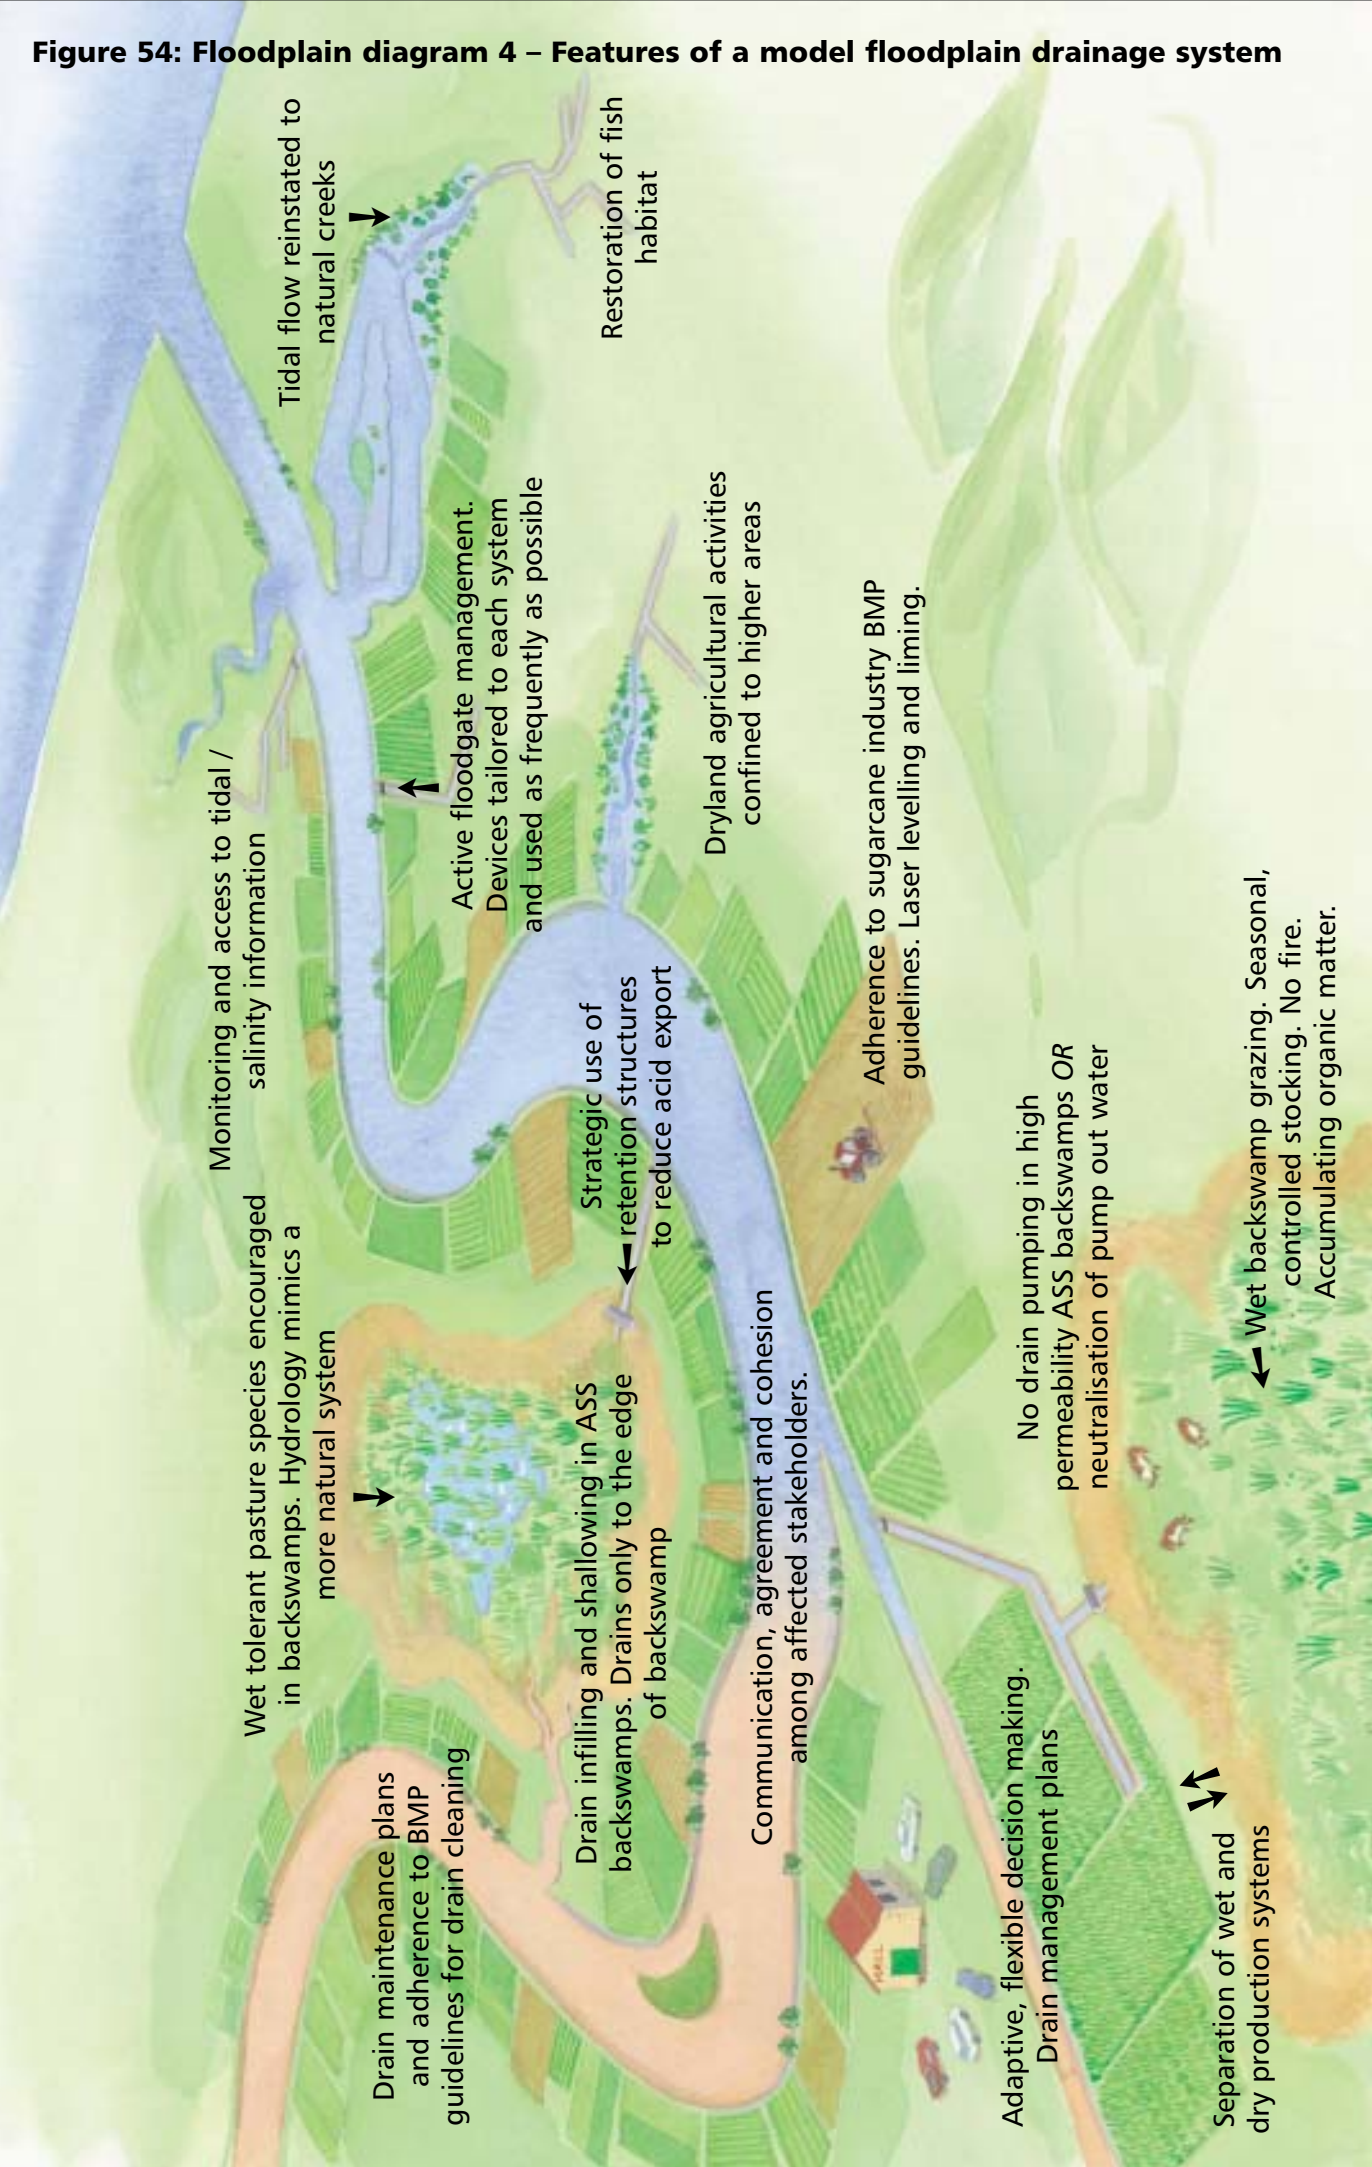 Figure 54: Floodplain diagram 4 – Features of a model floodplain drainage system
Tidal flow reinstated to
natural creeks
Restoration of fish
habitat
Monitoring and access to tidal /
salinity information
Active floodgate management.
Devices tailored to each system
and used as frequently as possible
Dryland agricultural activities
confined to higher areas
Adherence to sugarcane industry BMP
guidelines. Laser levelling and liming.
Wet tolerant pasture species encouraged
in backswamps. Hydrology mimics a
more natural system
Strategic use of
retention structures
to reduce acid export
No drain pumping in high
permeability ASS backswamps OR
neutralisation of pump out water
Wet backswamp grazing. Seasonal,
controlled stocking. No fire.
Accumulating organic matter.
Drain maintenance plans
and adherence to BMP
guidelines for drain cleaning
Drain infilling and shallowing in ASS
backswamps. Drains only to the edge
of backswamp
Communication, agreement and cohesion
among affected stakeholders.
HALL
Adaptive, flexible decision making.
Drain management plans
Separation of wet and
dry production systems